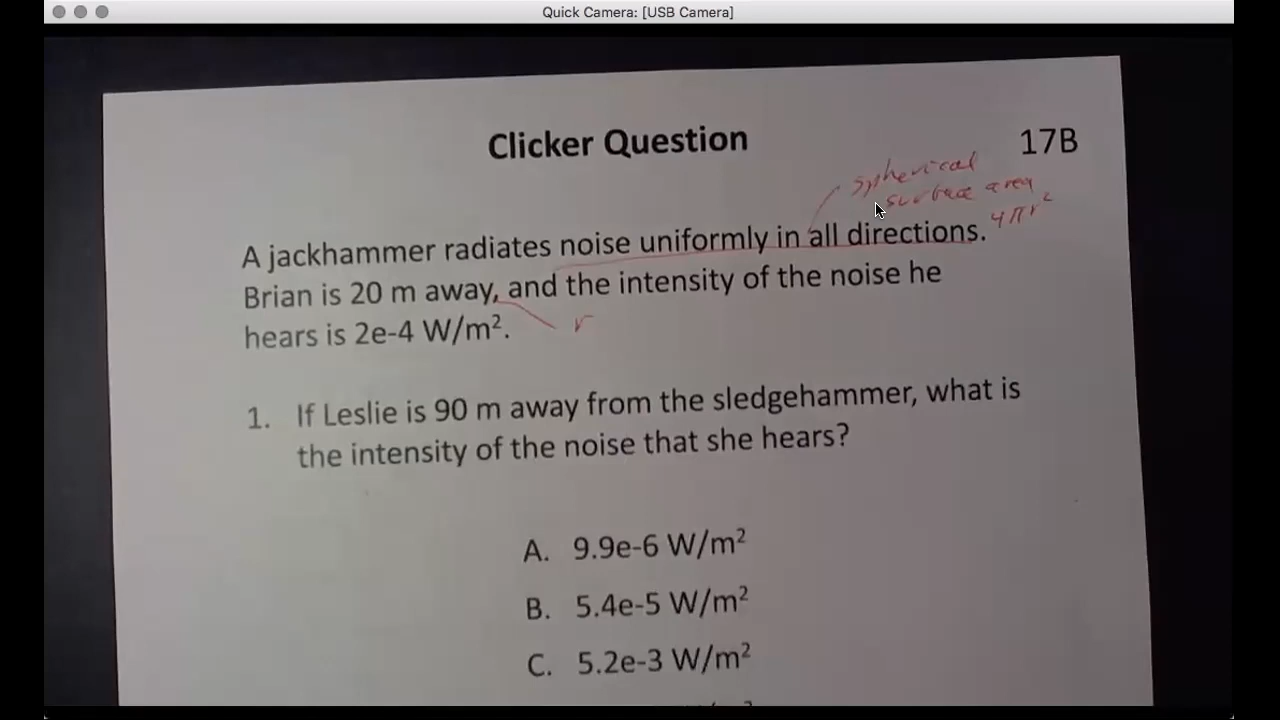 Quick Camera: [USB Camera]
Clicker Question
17B
spherical
surface area
4πr²
A jackhammer radiates noise uniformly in all directions.
Brian is 20 m away, and the intensity of the noise he
hears is 2e-4 W/m².
r
1. If Leslie is 90 m away from the sledgehammer, what is
the intensity of the noise that she hears?
A. 9.9e-6 W/m²
B. 5.4e-5 W/m²
C. 5.2e-3 W/m²